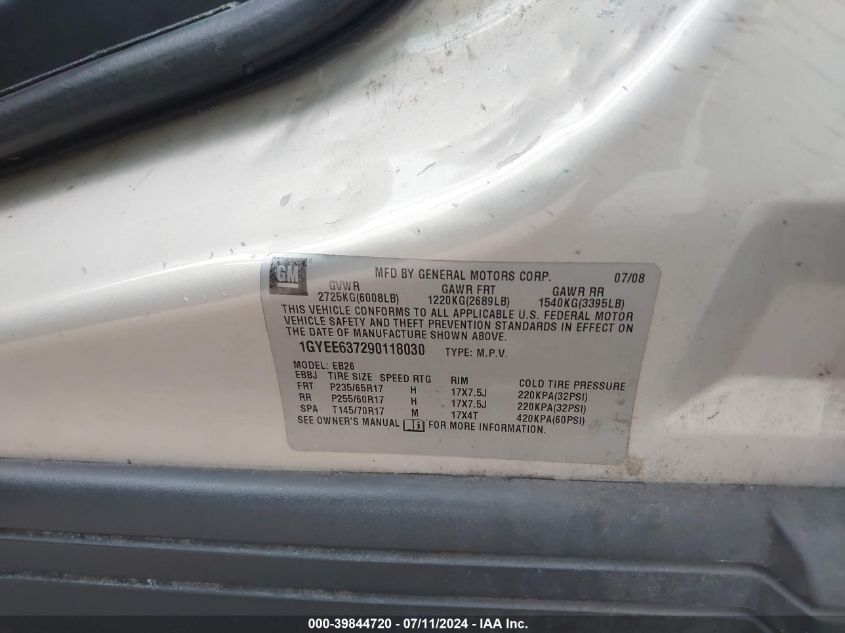 GM
MFD BY GENERAL MOTORS CORP. 07/08
GVWR GAWR FRT GAWR RR
2725KG(6008LB) 1220KG(2689LB) 1540KG(3395LB)
THIS VEHICLE CONFORMS TO ALL APPLICABLE U.S. FEDERAL MOTOR
VEHICLE SAFETY AND THEFT PREVENTION STANDARDS IN EFFECT ON
THE DATE OF MANUFACTURE SHOWN ABOVE.
1GYEE637290118030 TYPE: M.P.V.
MODEL: EB26
EBBJ TIRE SIZE SPEED RTG RIM COLD TIRE PRESSURE
FRT P235/65R17 H 17X7.5J 220KPA(32PSI)
RR P255/60R17 H 17X7.5J 220KPA(32PSI)
SPA T145/70R17 M 17X4T 420KPA(60PSI)
SEE OWNER'S MANUAL FOR MORE INFORMATION.
000-39844720 - 07/11/2024 - IAA Inc.